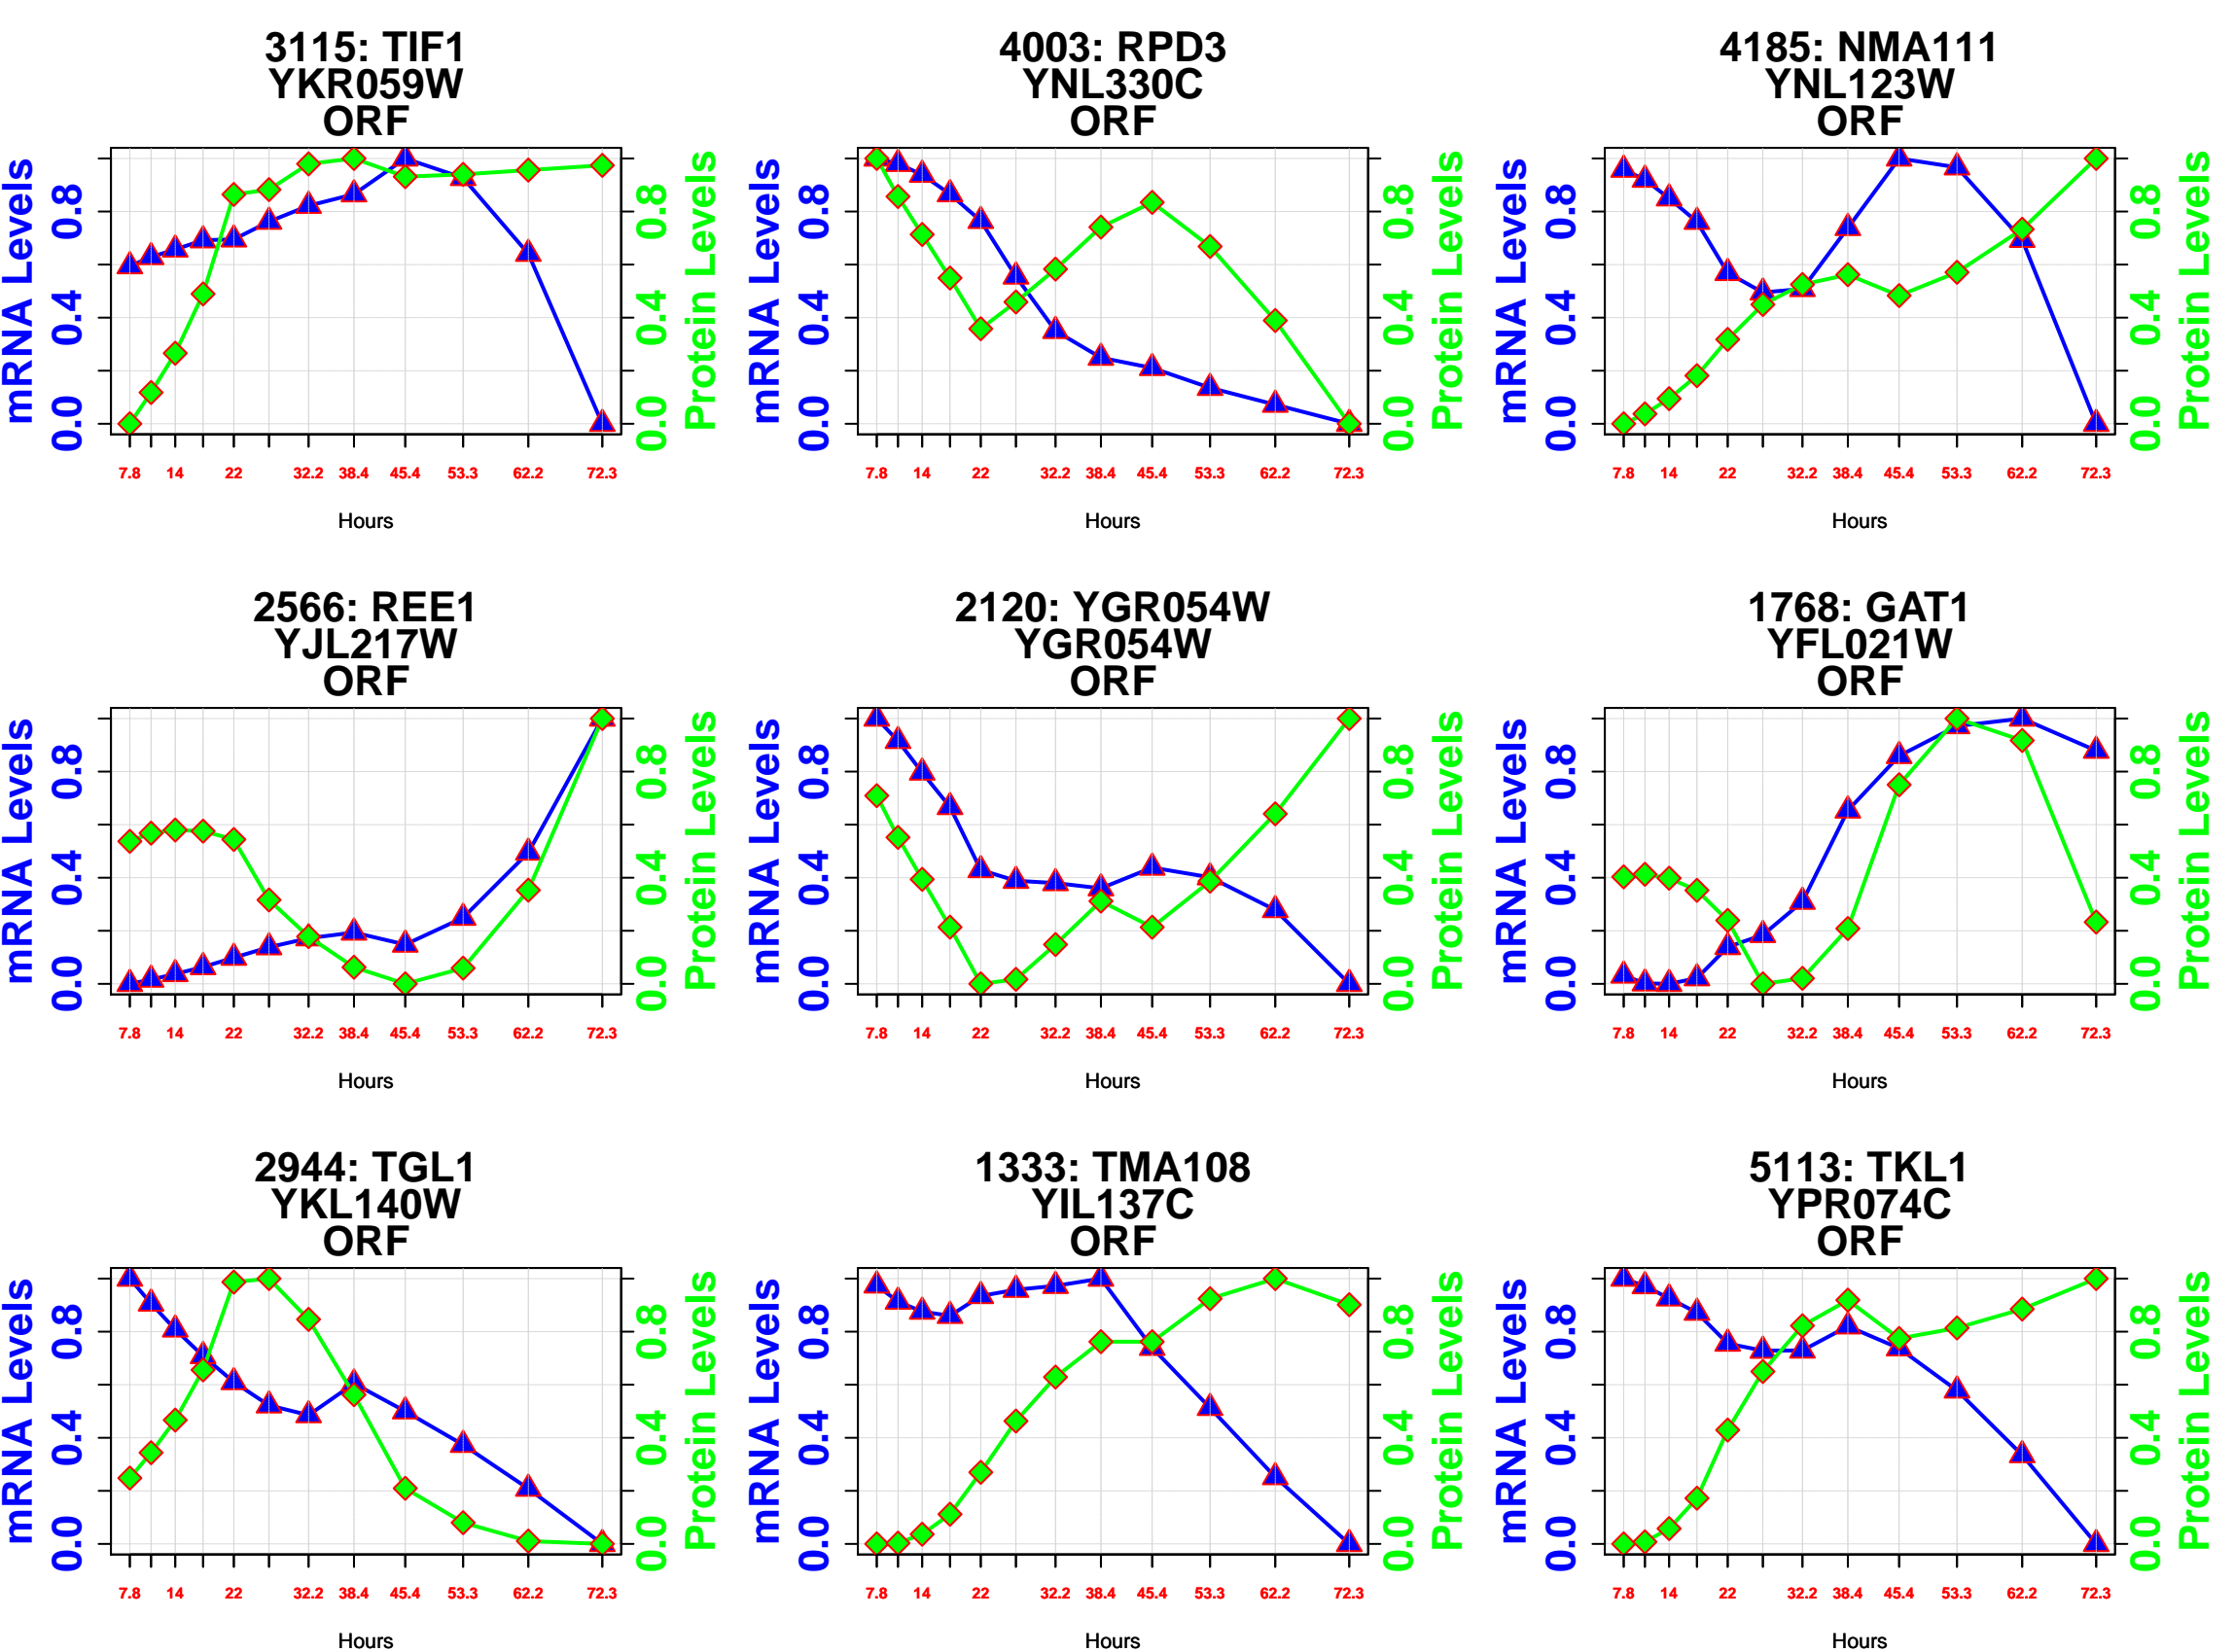 3115: TIF1
YKR059W
ORF
mRNA Levels
0.0 0.4 0.8
0.0 0.4 0.8
Protein Levels
7.8 14 22 32.2 38.4 45.4 53.3 62.2 72.3
Hours
4003: RPD3
YNL330C
ORF
mRNA Levels
0.0 0.4 0.8
0.0 0.4 0.8
Protein Levels
7.8 14 22 32.2 38.4 45.4 53.3 62.2 72.3
Hours
4185: NMA111
YNL123W
ORF
mRNA Levels
0.0 0.4 0.8
0.0 0.4 0.8
Protein Levels
7.8 14 22 32.2 38.4 45.4 53.3 62.2 72.3
Hours
2566: REE1
YJL217W
ORF
mRNA Levels
0.0 0.4 0.8
0.0 0.4 0.8
Protein Levels
7.8 14 22 32.2 38.4 45.4 53.3 62.2 72.3
Hours
2120: YGR054W
YGR054W
ORF
mRNA Levels
0.0 0.4 0.8
0.0 0.4 0.8
Protein Levels
7.8 14 22 32.2 38.4 45.4 53.3 62.2 72.3
Hours
1768: GAT1
YFL021W
ORF
mRNA Levels
0.0 0.4 0.8
0.0 0.4 0.8
Protein Levels
7.8 14 22 32.2 38.4 45.4 53.3 62.2 72.3
Hours
2944: TGL1
YKL140W
ORF
mRNA Levels
0.0 0.4 0.8
0.0 0.4 0.8
Protein Levels
7.8 14 22 32.2 38.4 45.4 53.3 62.2 72.3
Hours
1333: TMA108
YIL137C
ORF
mRNA Levels
0.0 0.4 0.8
0.0 0.4 0.8
Protein Levels
7.8 14 22 32.2 38.4 45.4 53.3 62.2 72.3
Hours
5113: TKL1
YPR074C
ORF
mRNA Levels
0.0 0.4 0.8
0.0 0.4 0.8
Protein Levels
7.8 14 22 32.2 38.4 45.4 53.3 62.2 72.3
Hours